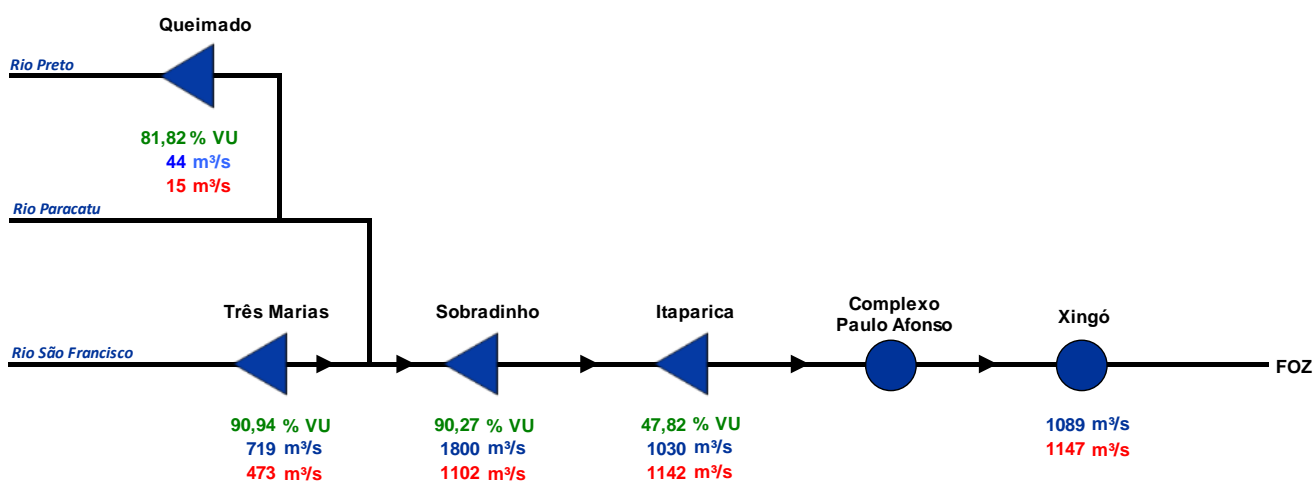 Queimado
Rio Preto
81,82 % VU
44 m³/s
15 m³/s
Rio Paracatu
Três Marias
Sobradinho
Itaparica
Complexo
Paulo Afonso
Xingó
Rio São Francisco
FOZ
90,94 % VU
719 m³/s
473 m³/s
90,27 % VU
1800 m³/s
1102 m³/s
47,82 % VU
1030 m³/s
1142 m³/s
1089 m³/s
1147 m³/s